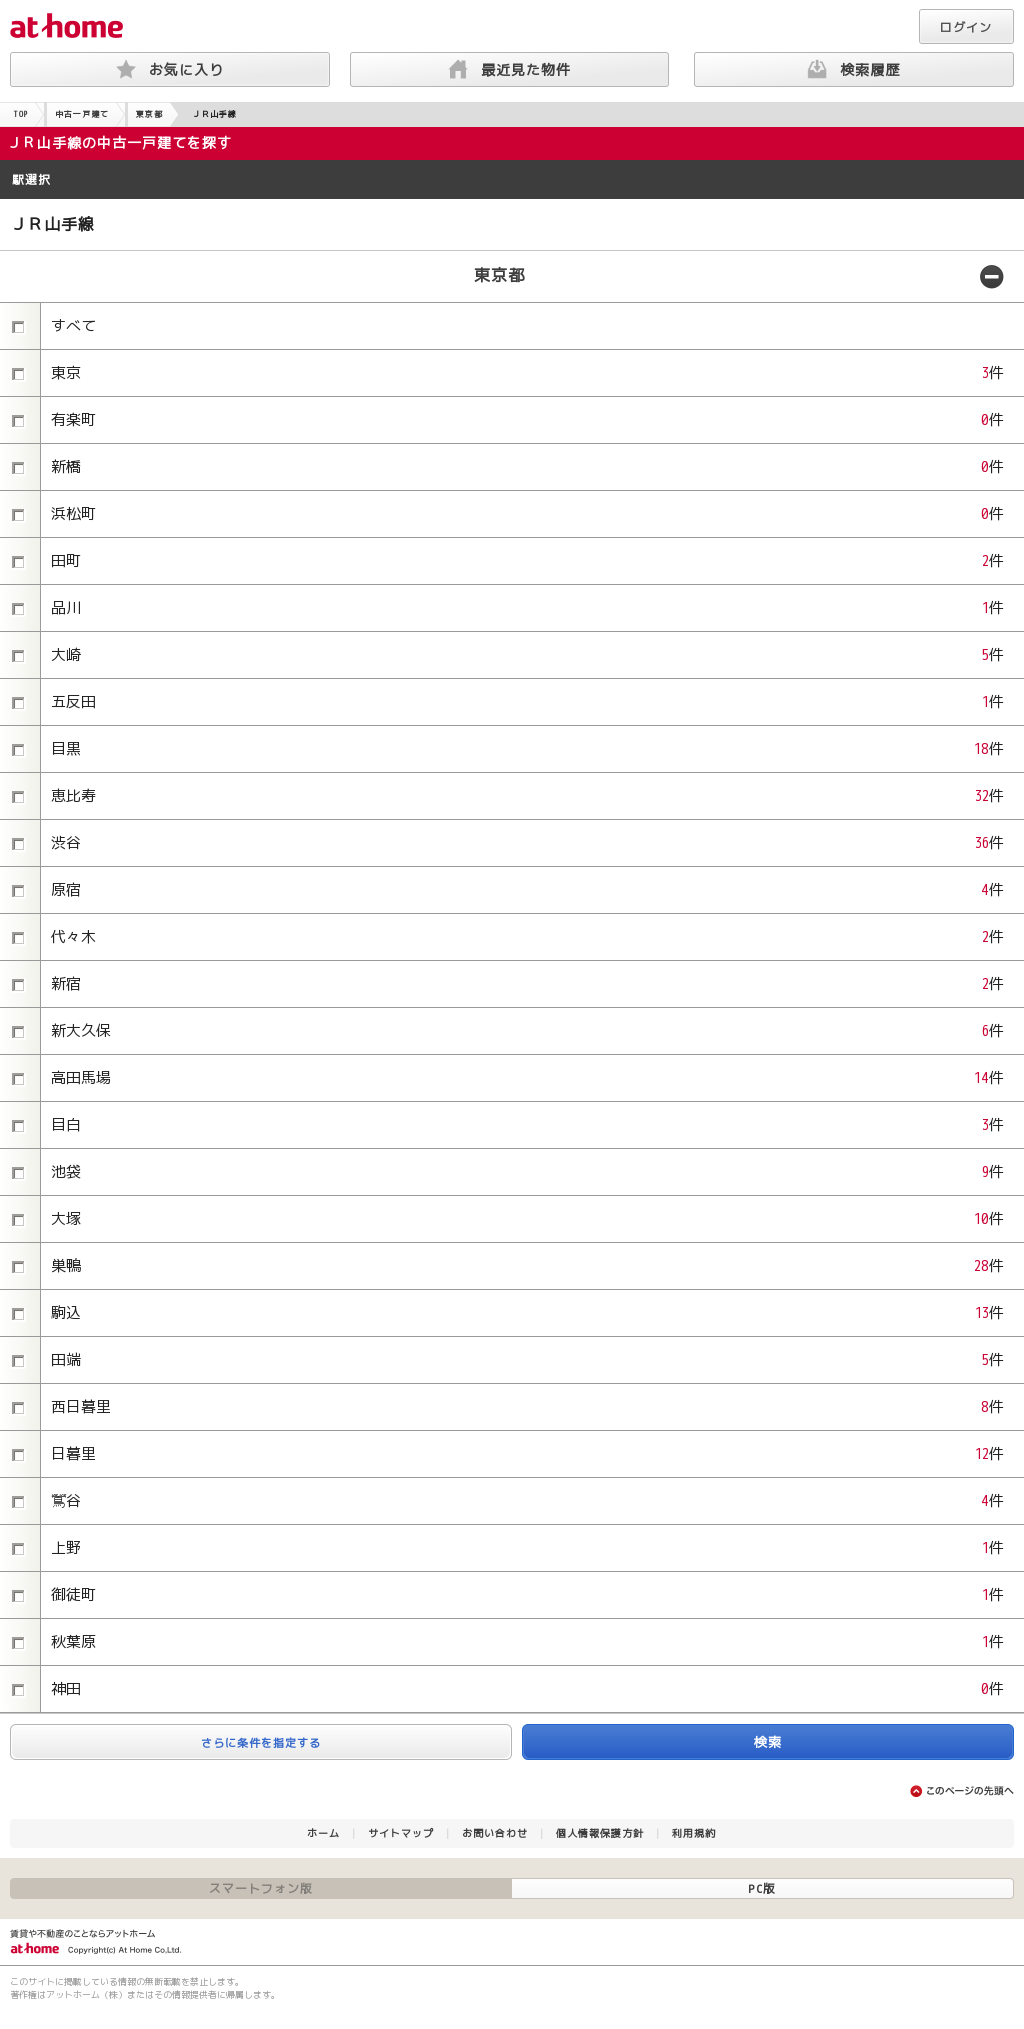 at home
ログイン
お気に入り
最近見た物件
検索履歴
TOP
中古一戸建て
東京都
ＪＲ山手線
ＪＲ山手線の中古一戸建てを探す
駅選択
ＪＲ山手線
東京都
すべて
東京 3件
有楽町 0件
新橋 0件
浜松町 0件
田町 2件
品川 1件
大崎 5件
五反田 1件
目黒 18件
恵比寿 32件
渋谷 36件
原宿 4件
代々木 2件
新宿 2件
新大久保 6件
高田馬場 14件
目白 3件
池袋 9件
大塚 10件
巣鴨 28件
駒込 13件
田端 5件
西日暮里 8件
日暮里 12件
鴬谷 4件
上野 1件
御徒町 1件
秋葉原 1件
神田 0件
さらに条件を指定する
検索
このページの先頭へ
ホーム | サイトマップ | お問い合わせ | 個人情報保護方針 | 利用規約
スマートフォン版
PC版
賃貸や不動産のことならアットホーム
at home Copyright(c) At Home Co,Ltd.
このサイトに掲載している情報の無断転載を禁止します。
著作権はアットホーム（株）またはその情報提供者に帰属します。